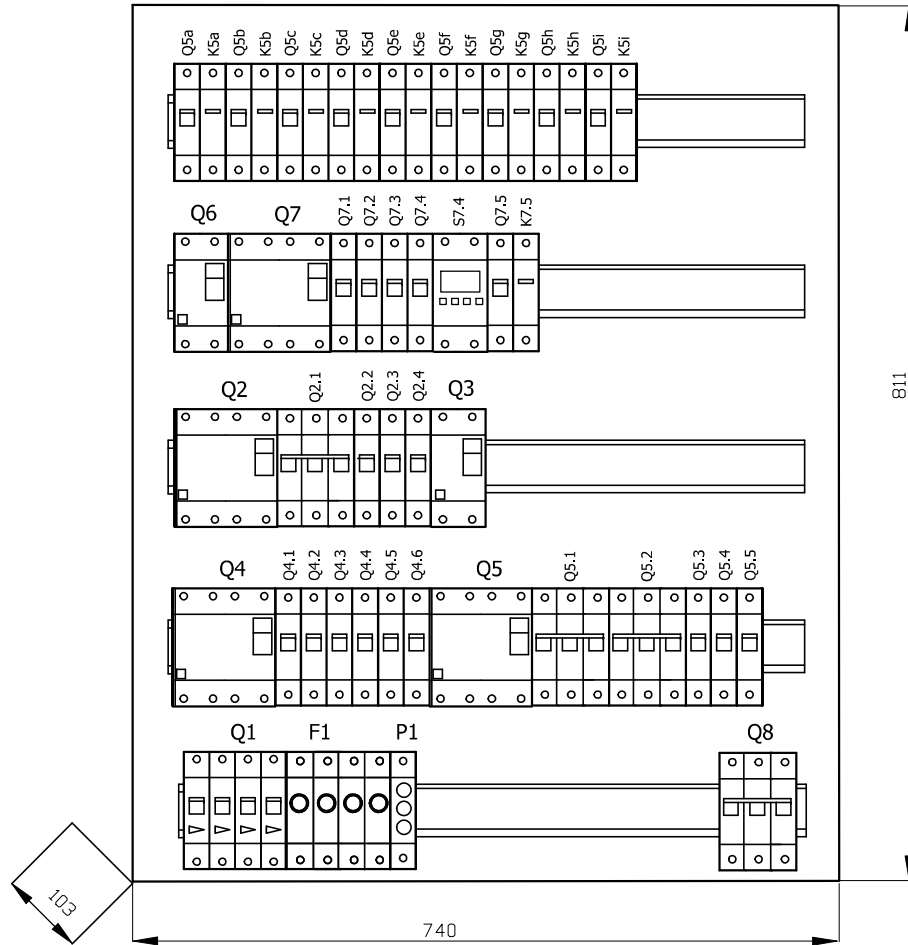 Q5a K5a Q5b K5b Q5c K5c Q5d K5d Q5e K5e Q5f K5f Q5g K5g Q5h K5h Q5i K5i
Q6 Q7 Q7.1 Q7.2 Q7.3 Q7.4 S7.4 Q7.5 K7.5
Q2 Q2.1 Q2.2 Q2.3 Q2.4 Q3
811
Q4 Q4.1 Q4.2 Q4.3 Q4.4 Q4.5 Q4.6 Q5 Q5.1 Q5.2 Q5.3 Q5.4 Q5.5
Q1 F1 P1 Q8
103
740